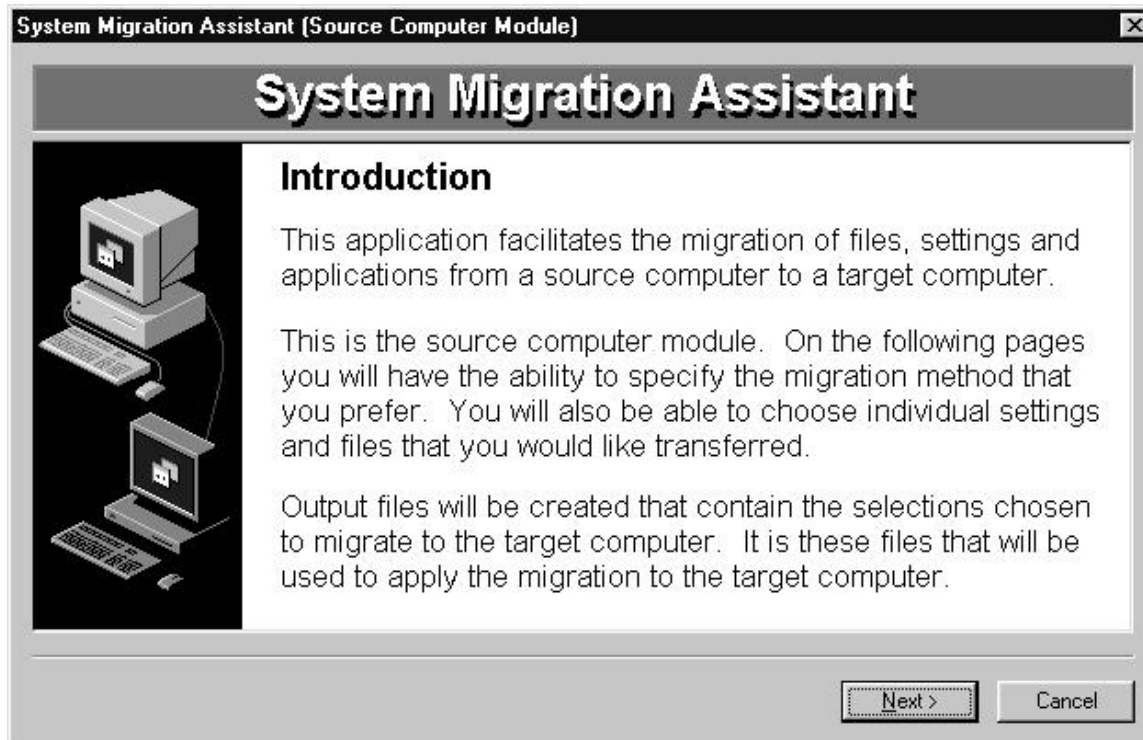 System Migration Assistant (Source Computer Module)
System Migration Assistant
Introduction
This application facilitates the migration of files, settings and
applications from a source computer to a target computer.
This is the source computer module.  On the following pages
you will have the ability to specify the migration method that
you prefer.  You will also be able to choose individual settings
and files that you would like transferred.
Output files will be created that contain the selections chosen
to migrate to the target computer.  It is these files that will be
used to apply the migration to the target computer.
Next >
Cancel